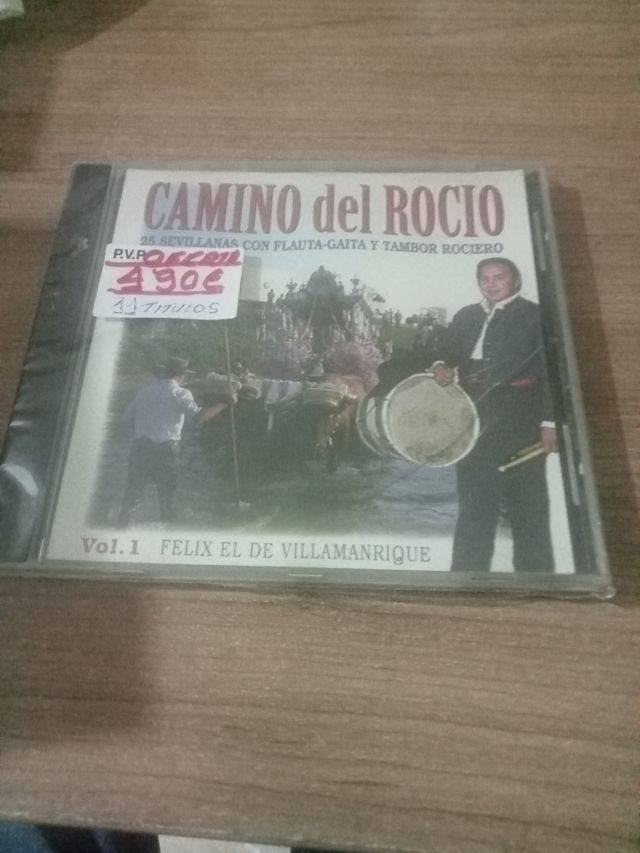 CAMINO del ROCIO
25 SEVILLANAS CON FLAUTA-GAITA Y TAMBOR ROCIERO
P.V.P. OFERTA
1,90€
11 TITULOS
Vol. 1 FELIX EL DE VILLAMANRIQUE